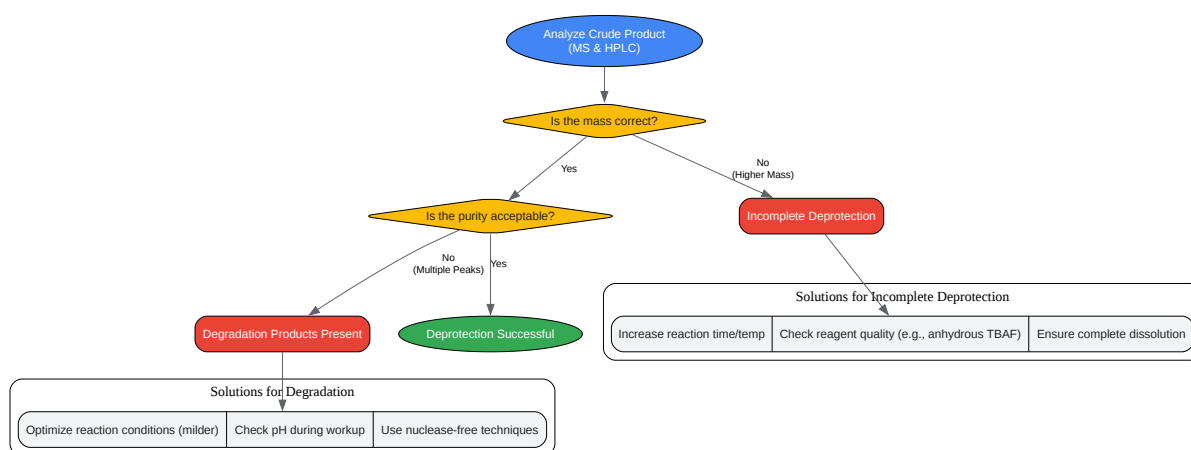 Analyze Crude Product
(MS & HPLC)
Is the mass correct?
Yes
No
(Higher Mass)
Is the purity acceptable?
Incomplete Deprotection
No
(Multiple Peaks)
Yes
Solutions for Incomplete Deprotection
Degradation Products Present
Deprotection Successful
Increase reaction time/temp
Check reagent quality (e.g., anhydrous TBAF)
Ensure complete dissolution
Solutions for Degradation
Optimize reaction conditions (milder)
Check pH during workup
Use nuclease-free techniques